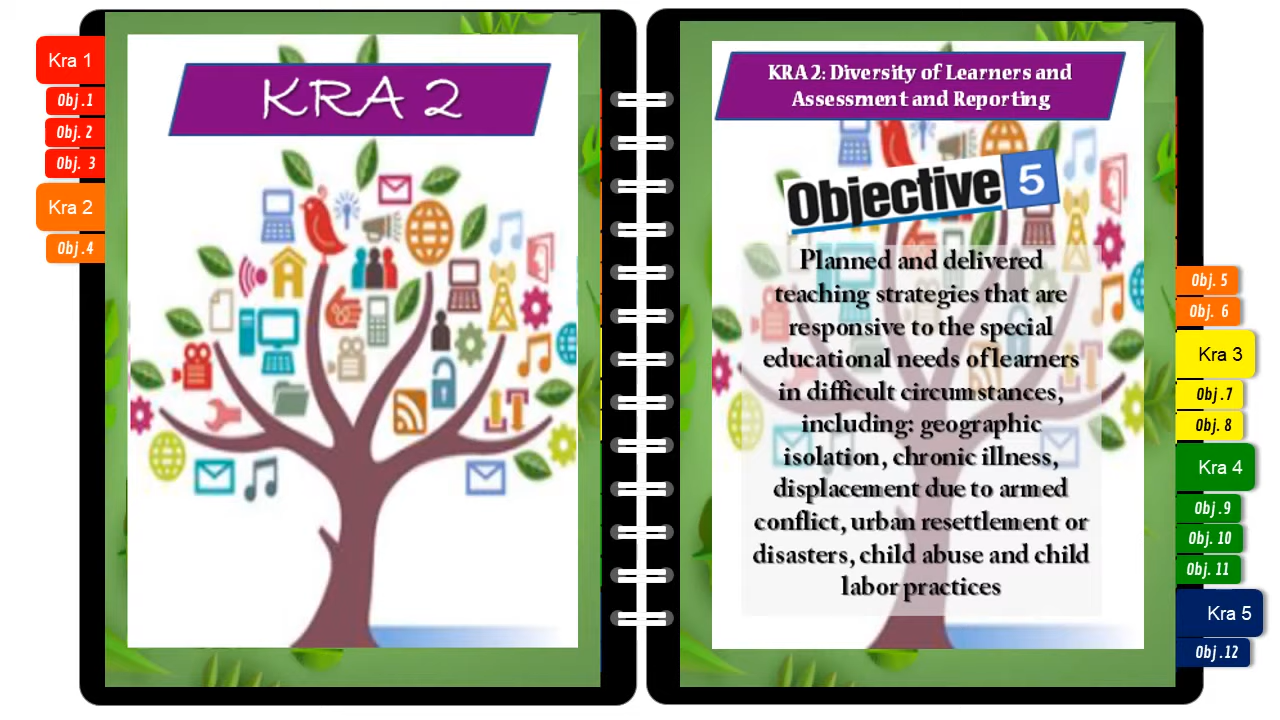 Kra 1
Obj.1
Obj. 2
Obj. 3
Kra 2
Obj.4
KRA 2
KRA 2: Diversity of Learners and
Assessment and Reporting
Objective 5
Planned and delivered
teaching strategies that are
responsive to the special
educational needs of learners
in difficult circumstances,
including: geographic
isolation, chronic illness,
displacement due to armed
conflict, urban resettlement or
disasters, child abuse and child
labor practices
Obj. 5
Obj. 6
Kra 3
Obj.7
Obj. 8
Kra 4
Obj.9
Obj. 10
Obj. 11
Kra 5
Obj.12